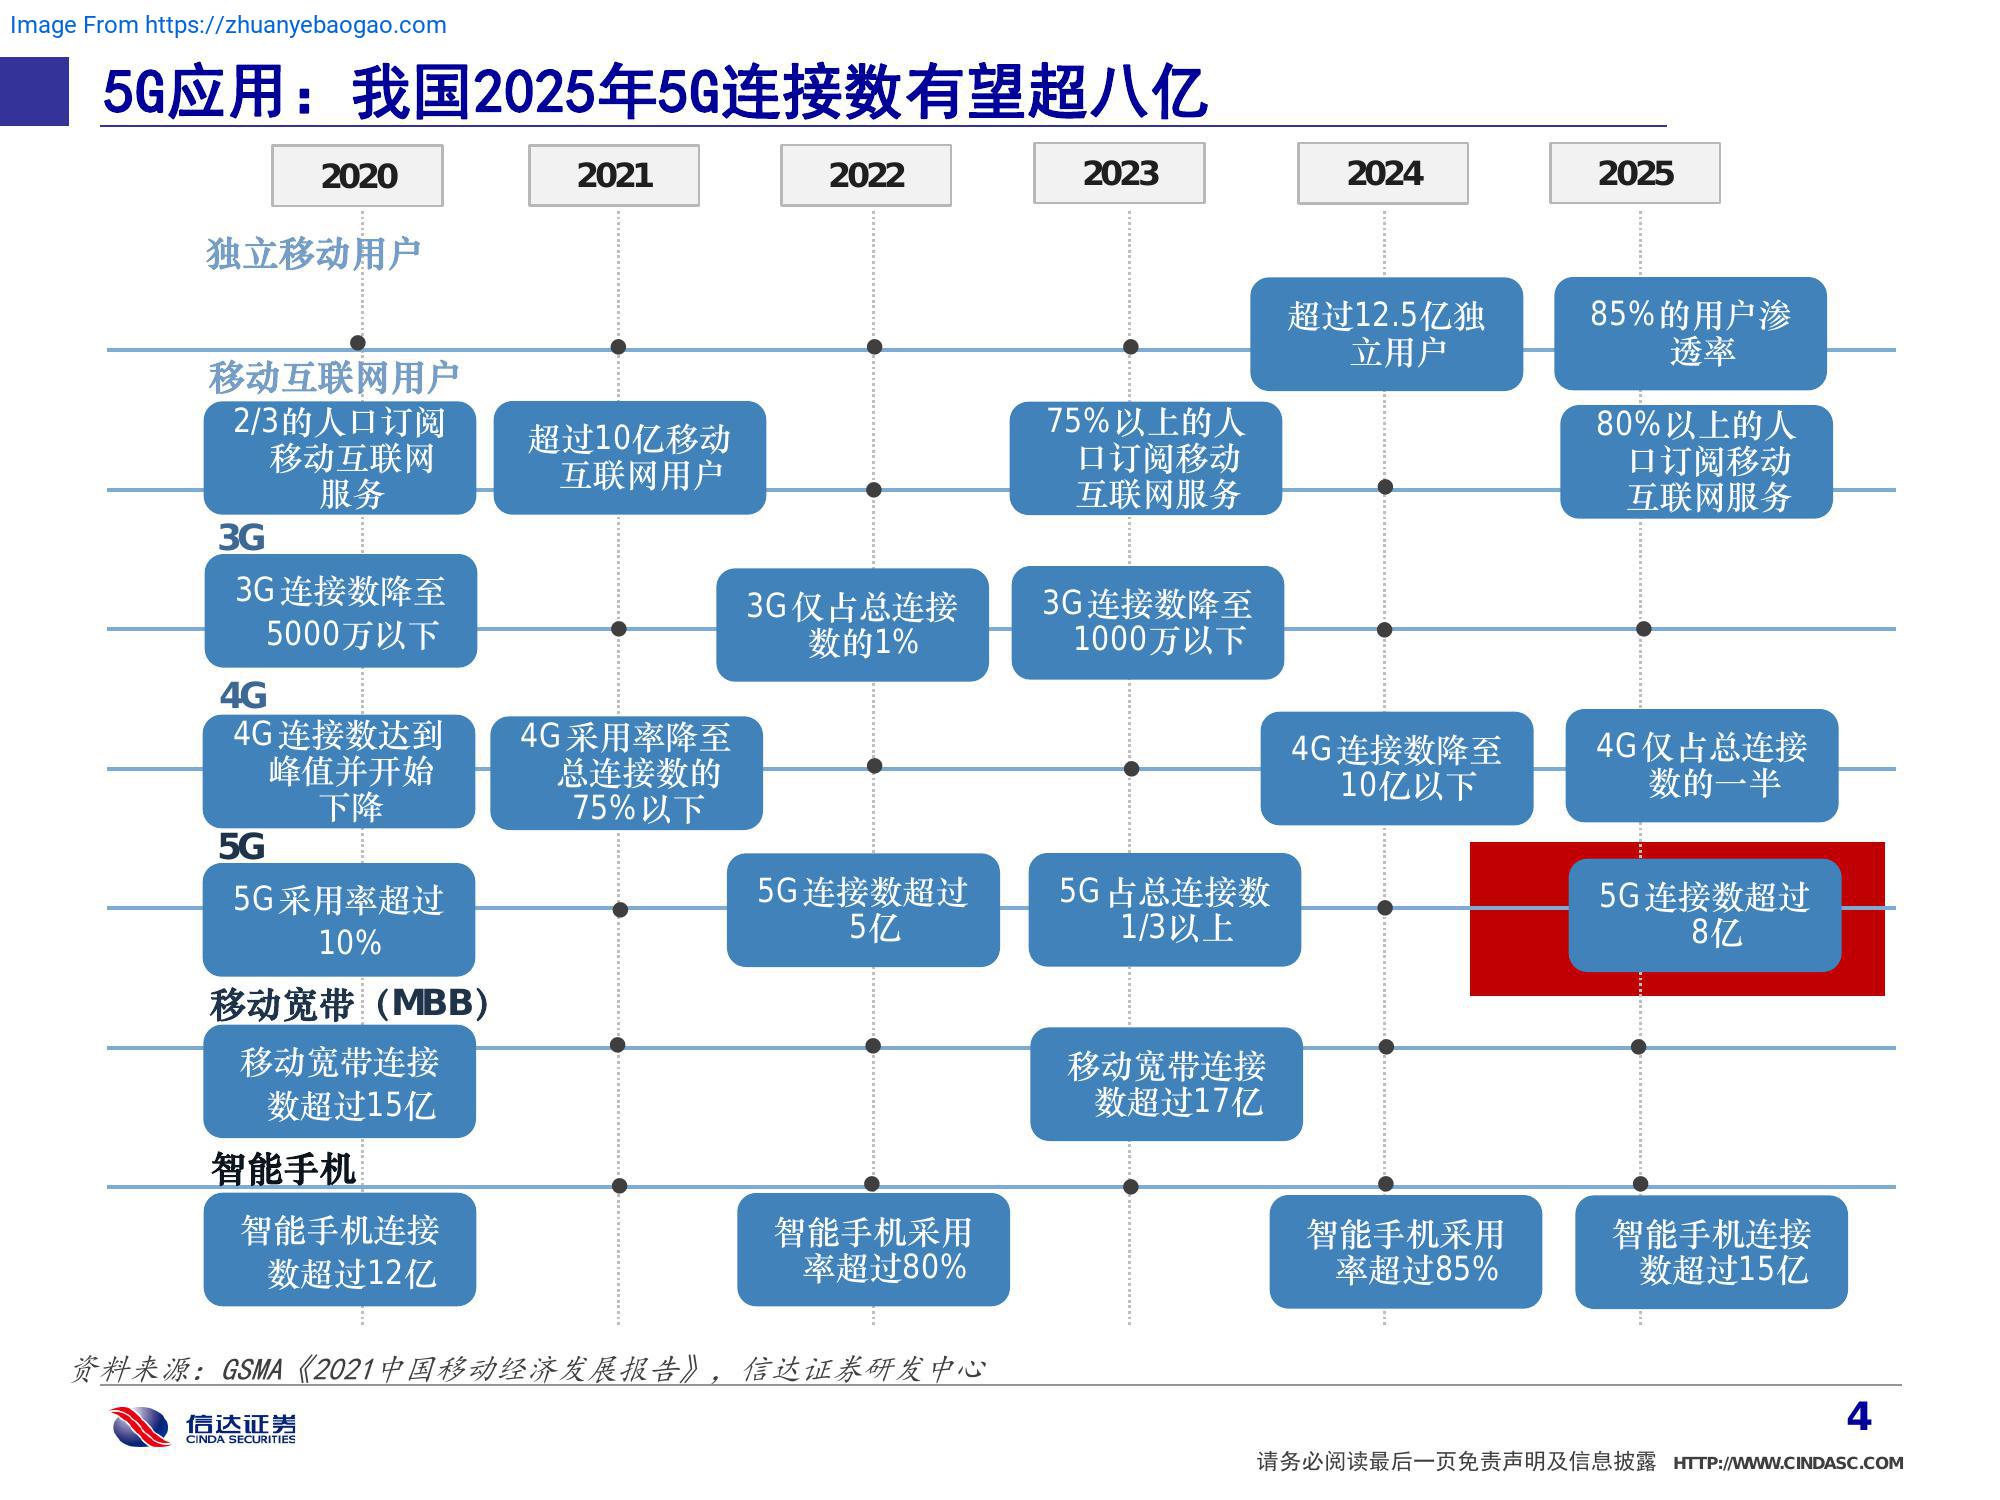 Image From https://zhuanyebaogao.com
5G应用：我国2025年5G连接数有望超八亿
2020
2021
2022
2023
2024
2025
独立移动用户
超过12.5亿独
立用户
85%的用户渗
透率
移动互联网用户
2/3的人口订阅
移动互联网
服务
超过10亿移动
互联网用户
75%以上的人
口订阅移动
互联网服务
80%以上的人
口订阅移动
互联网服务
3G
3G连接数降至
5000万以下
3G仅占总连接
数的1%
3G连接数降至
1000万以下
4G
4G连接数达到
峰值并开始
下降
4G采用率降至
总连接数的
75%以下
4G连接数降至
10亿以下
4G仅占总连接
数的一半
5G
5G采用率超过
10%
5G连接数超过
5亿
5G占总连接数
1/3以上
5G连接数超过
8亿
移动宽带（MBB）
移动宽带连接
数超过15亿
移动宽带连接
数超过17亿
智能手机
智能手机连接
数超过12亿
智能手机采用
率超过80%
智能手机采用
率超过85%
智能手机连接
数超过15亿
资料来源：GSMA《2021中国移动经济发展报告》，信达证券研发中心
信达证券
CINDA SECURITIES
4
请务必阅读最后一页免责声明及信息披露 HTTP://WWW.CINDASC.COM